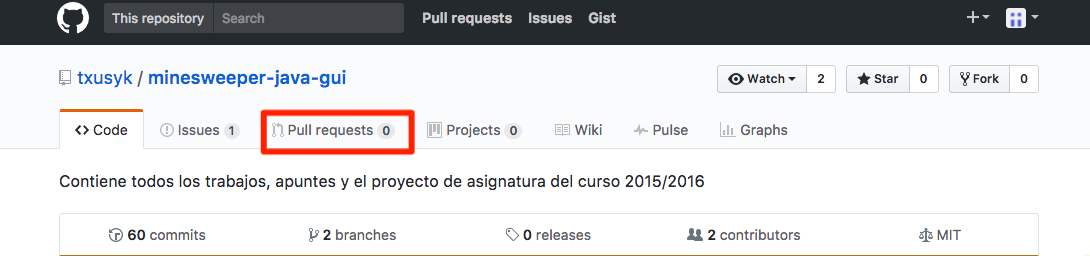 This repository Search Pull requests Issues Gist
txusyk / minesweeper-java-gui Watch 2 Star 0 Fork 0
<> Code Issues 1 Pull requests 0 Projects 0 Wiki Pulse Graphs
Contiene todos los trabajos, apuntes y el proyecto de asignatura del curso 2015/2016
60 commits 2 branches 0 releases 2 contributors MIT